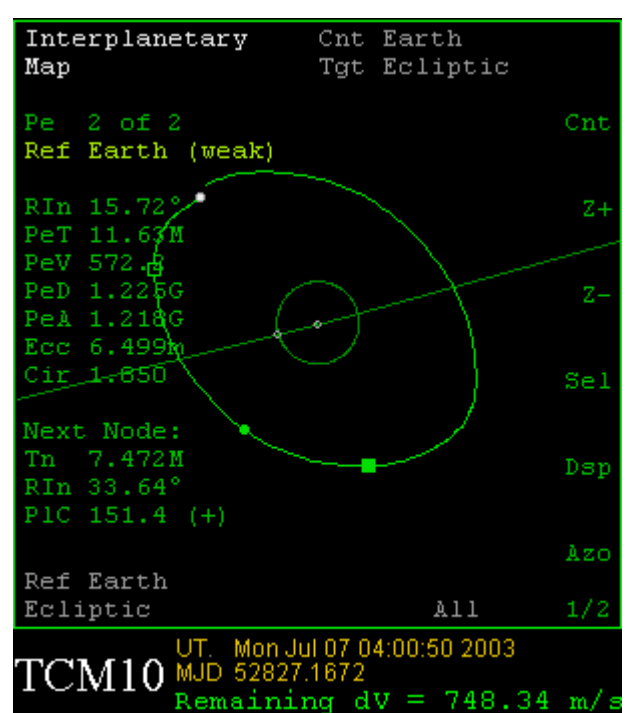 Interplanetary Cnt Earth
Map Tgt Ecliptic
Pe 2 of 2 Cnt
Ref Earth (weak)
RIn 15.72° Z+
PeT 11.63M
PeV 572.2
PeD 1.225G Z-
PeA 1.218G
Ecc 6.499m
Cir 1.850 Sel
Next Node:
Tn 7.472M Dsp
RIn 33.64°
PlC 151.4 (+)
Azo
Ref Earth
Ecliptic All 1/2
UT. Mon Jul 07 04:00:50 2003
TCM10 MJD 52827.1672
Remaining dV = 748.34 m/s